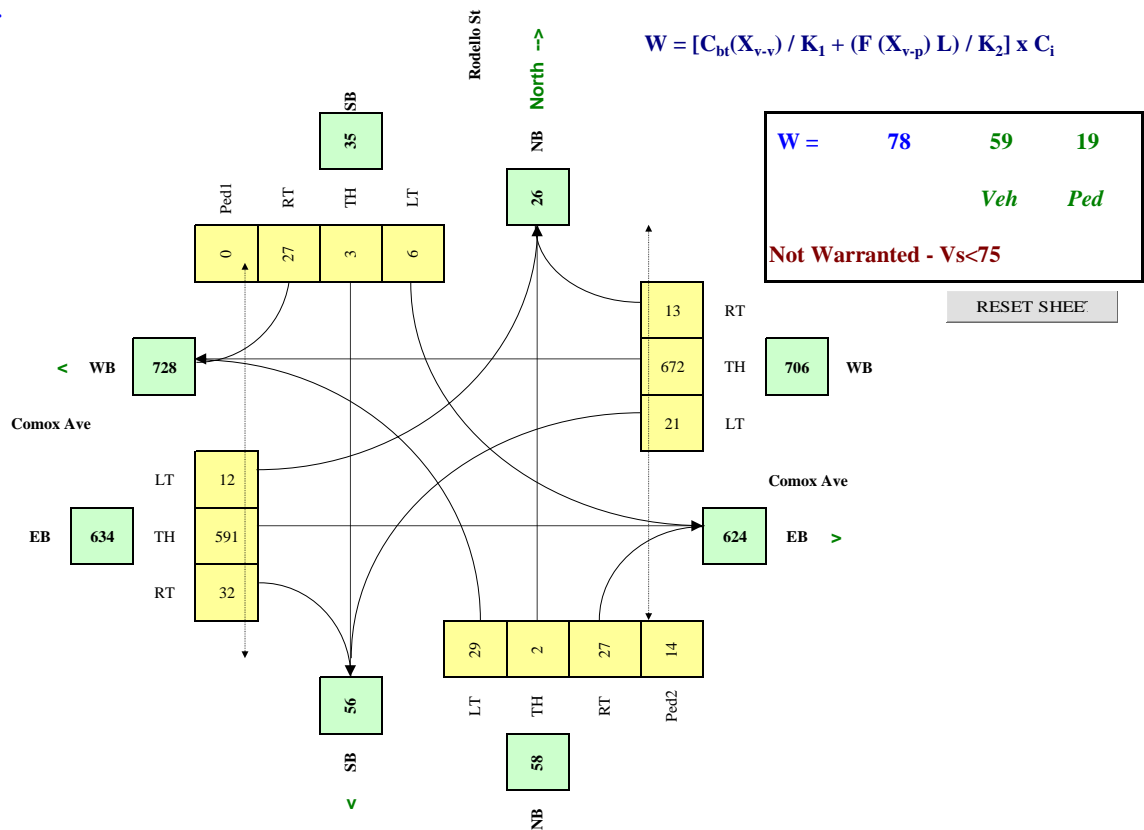 Rodello St
North -->
W = [Cbt(Xv-v) / K1 + (F (Xv-p) L) / K2] x Ci
SB
35
NB
26
W = 78 59 19
Veh Ped
Not Warranted - Vs<75
RESET SHEET
Ped1 RT TH LT
0 27 3 6
13 RT
672 TH
21 LT
706 WB
< WB 728
Comox Ave
LT 12
TH 591
RT 32
EB 634
Comox Ave
624 EB >
29 2 27 14
LT TH RT Ped2
56
SB
<
58
NB